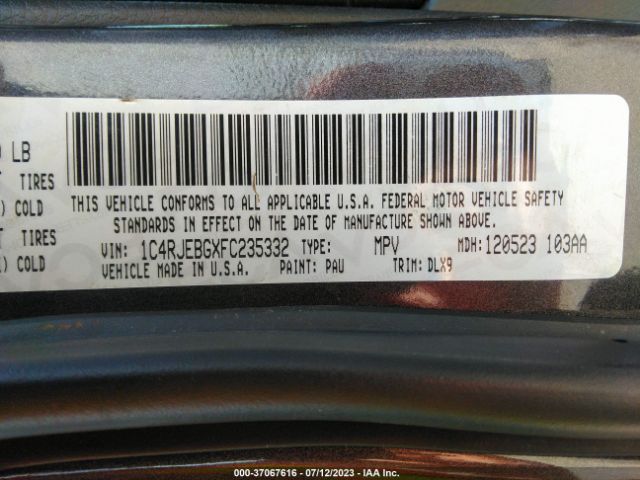 LB
TIRES
COLD
TIRES
COLD
THIS VEHICLE CONFORMS TO ALL APPLICABLE U.S.A. FEDERAL MOTOR VEHICLE SAFETY
STANDARDS IN EFFECT ON THE DATE OF MANUFACTURE SHOWN ABOVE.
VIN: 1C4RJEBGXFC235332 TYPE: MPV MDH:120523 103AA
VEHICLE MADE IN U.S.A. PAINT: PAU TRIM: DLX9
000-37067616 - 07/12/2023 - IAA Inc.